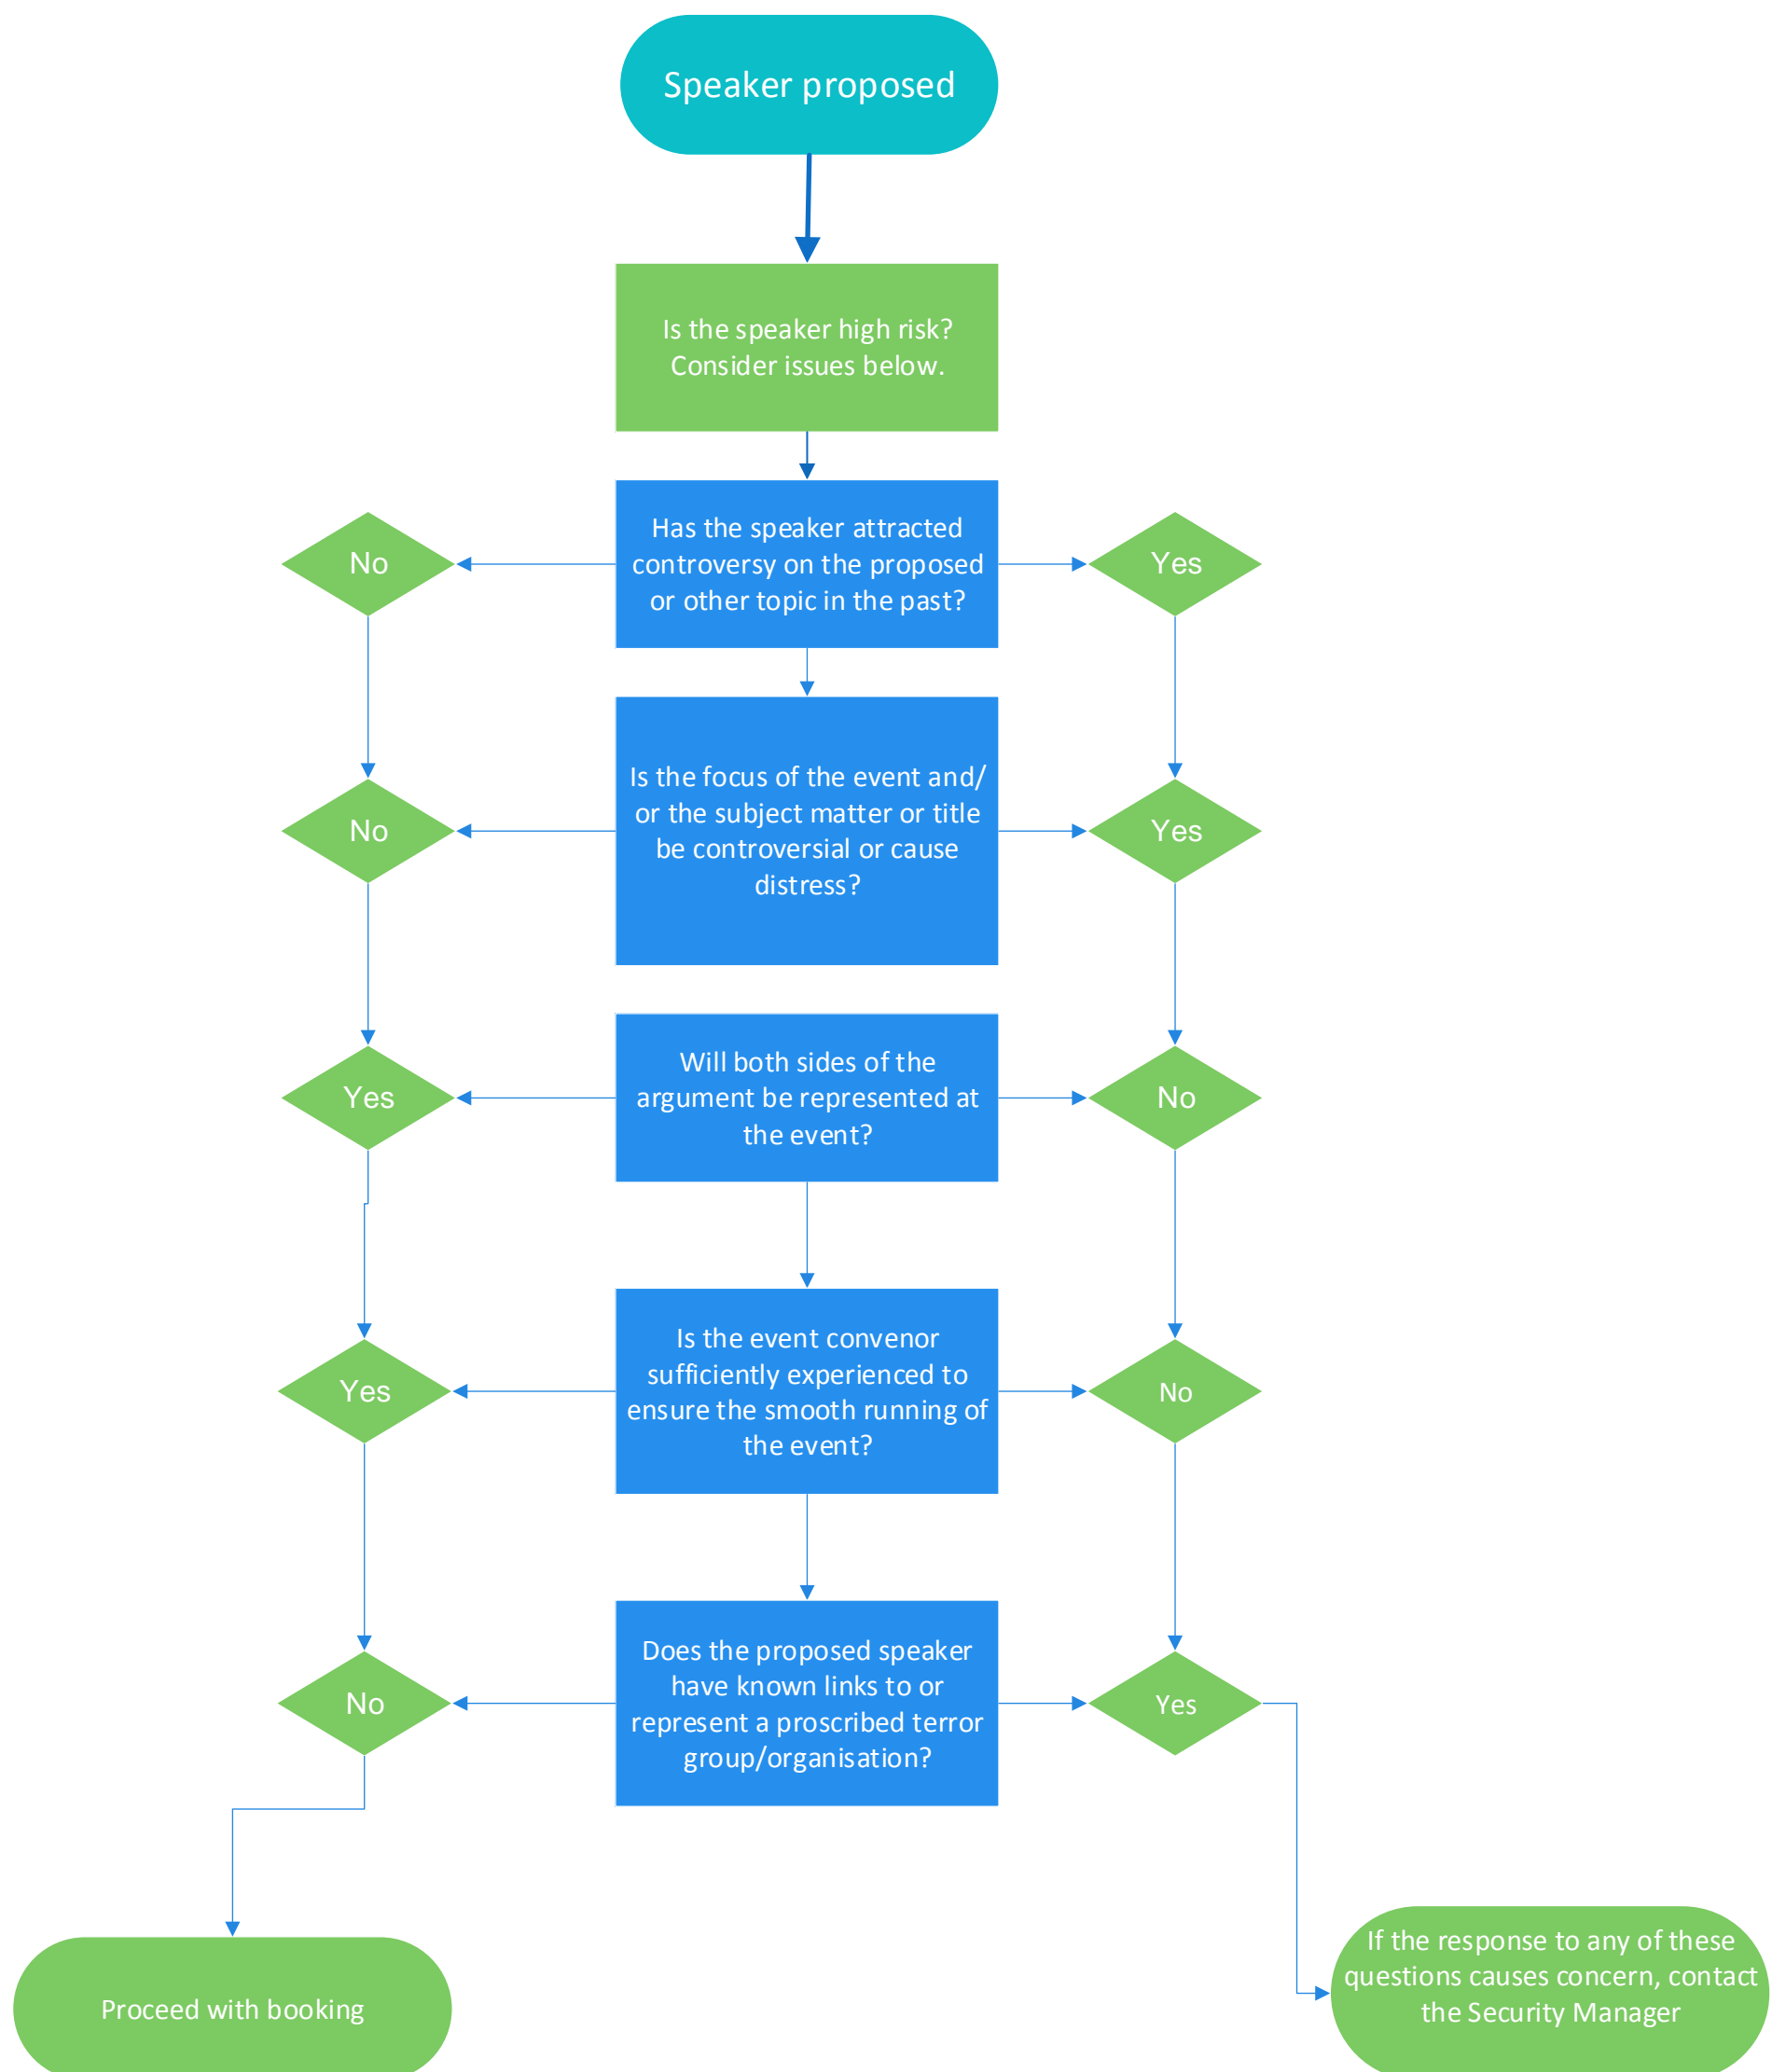 Speaker proposed
Is the speaker high risk?
Consider issues below.
No
Has the speaker attracted
controversy on the proposed
or other topic in the past?
Yes
No
Is the focus of the event and/
or the subject matter or title
be controversial or cause
distress?
Yes
Yes
Will both sides of the
argument be represented at
the event?
No
Yes
Is the event convenor
sufficiently experienced to
ensure the smooth running of
the event?
No
No
Does the proposed speaker
have known links to or
represent a proscribed terror
group/organisation?
Yes
Proceed with booking
If the response to any of these
questions causes concern, contact
the Security Manager